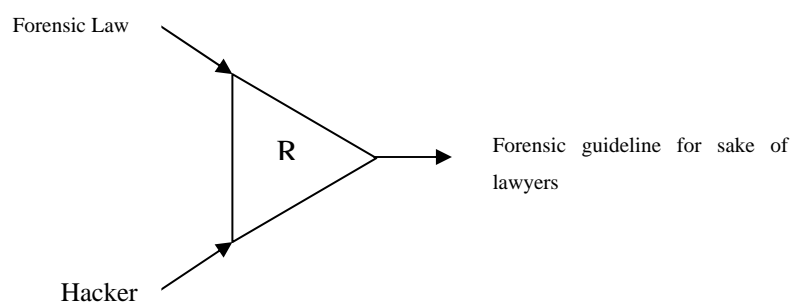 Forensic Law
R
Forensic guideline for sake of
lawyers
Hacker